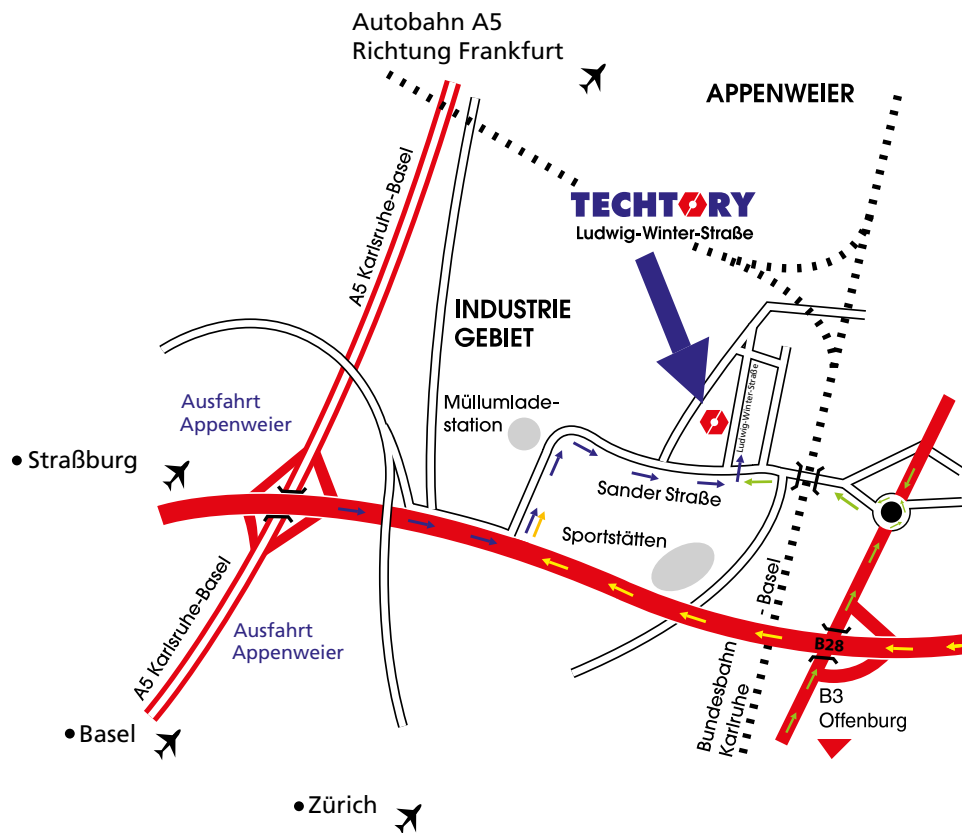 Autobahn A5
Richtung Frankfurt
APPENWEIER
TECHTORY
Ludwig-Winter-Straße
A5 Karlsruhe-Basel
INDUSTRIE
GEBIET
Ludwig-Winter-Straße
Müllumlade-
station
Ausfahrt
Appenweier
Straßburg
Sander Straße
Sportstätten
A5 Karlsruhe-Basel
Ausfahrt
Appenweier
Bundesbahn - Basel
Karlruhe
B28
B3
Offenburg
Basel
Zürich